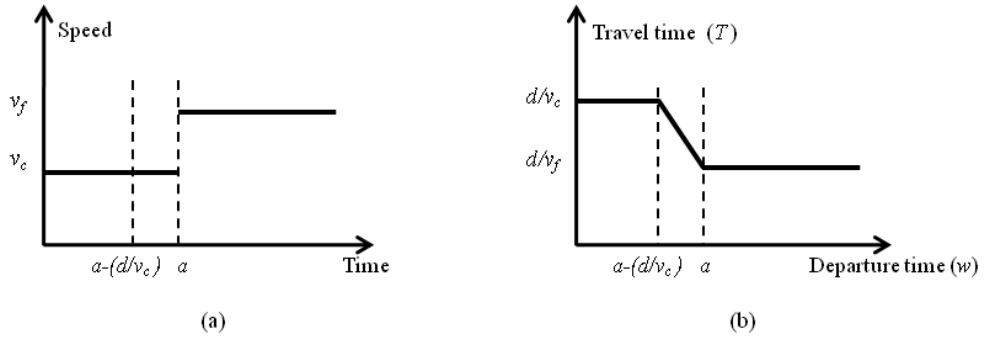 Speed
v_f
v_c
a-(d/v_c) a
Time
(a)
Travel time (T)
d/v_c
d/v_f
a-(d/v_c) a
Departure time (w)
(b)